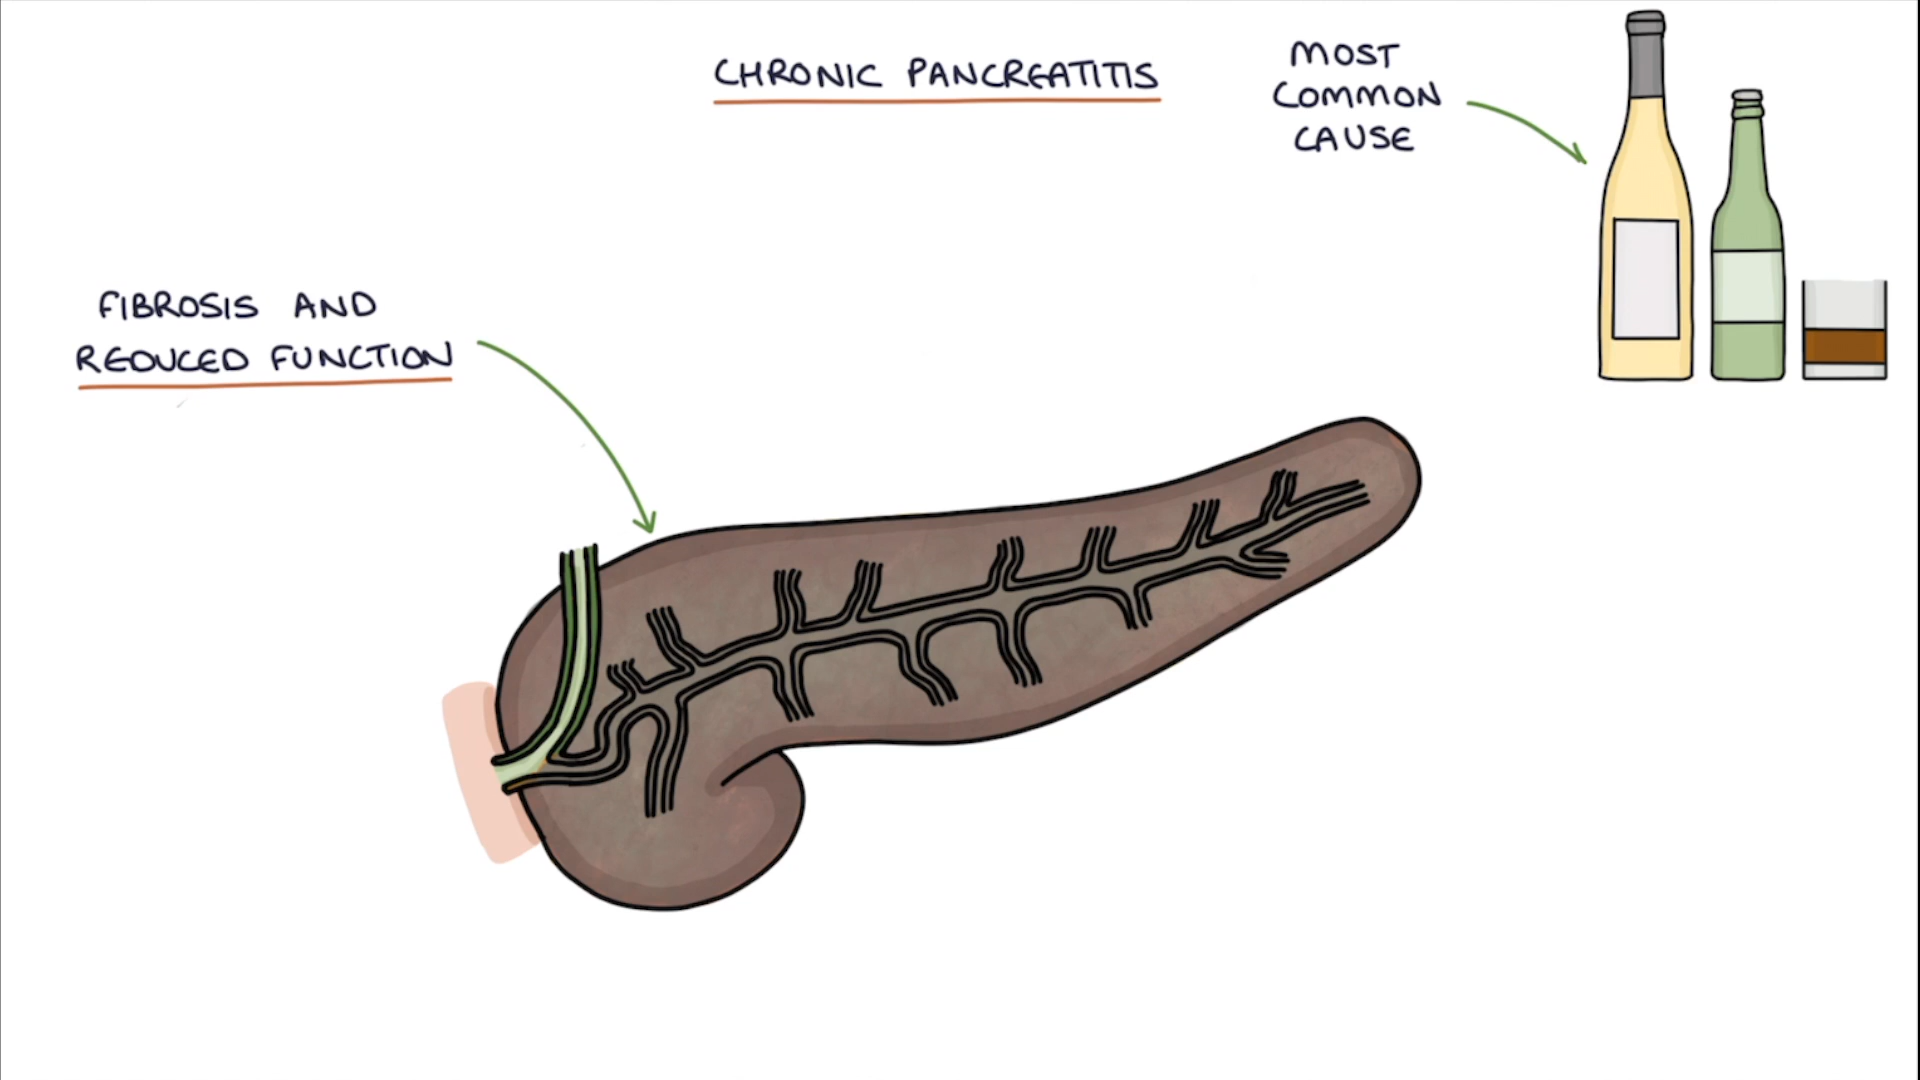 CHRONIC PANCREATITIS
MOST
COMMON
CAUSE
FIBROSIS AND
REDUCED FUNCTION